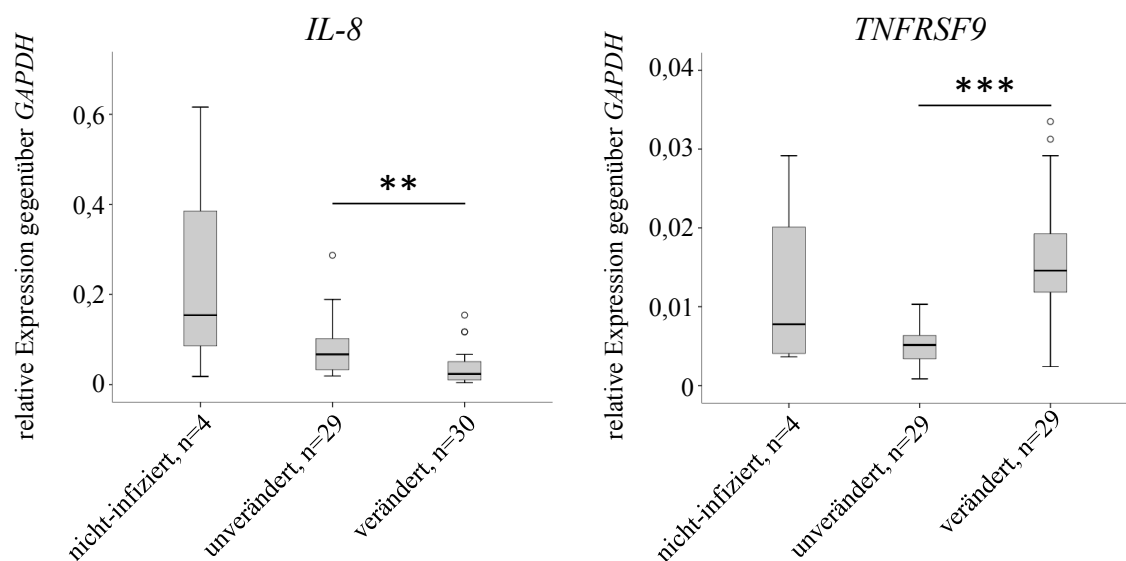 IL-8
relative Expression gegenüber GAPDH
0,6
0,4
0,2
0
**
nicht-infiziert, n=4
unverändert, n=29
verändert, n=30
TNFRSF9
relative Expression gegenüber GAPDH
0,04
0,03
0,02
0,01
0
***
nicht-infiziert, n=4
unverändert, n=29
verändert, n=29